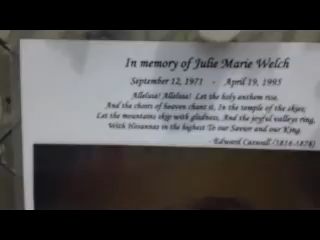 In memory of Julie Marie Welch
September 12, 1971 - April 19, 1995
Alleluia! Alleluia! Let the holy anthem rise,
And the choirs of heaven chant it, In the temple of the skies;
Let the mountains skip with gladness, And the joyful valleys ring,
With Hosannas in the highest To our Savior and our King.
- Edward Caswall (1814-1878)